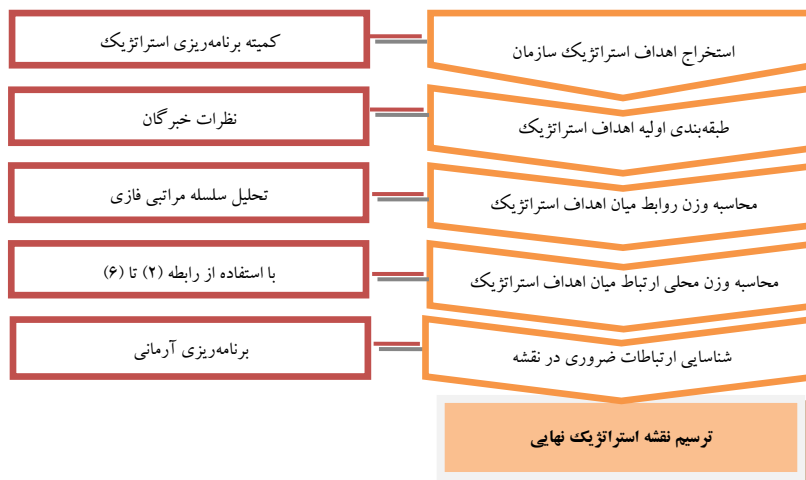 استخراج اهداف استراتژیک سازمان
کمیته برنامه‌ریزی استراتژیک
طبقه‌بندی اولیه اهداف استراتژیک
نظرات خبرگان
محاسبه وزن روابط میان اهداف استراتژیک
تحلیل سلسله مراتبی فازی
محاسبه وزن محلی ارتباط میان اهداف استراتژیک
با استفاده از رابطه (۲) تا (۶)
شناسایی ارتباطات ضروری در نقشه
برنامه‌ریزی آرمانی
ترسیم نقشه استراتژیک نهایی